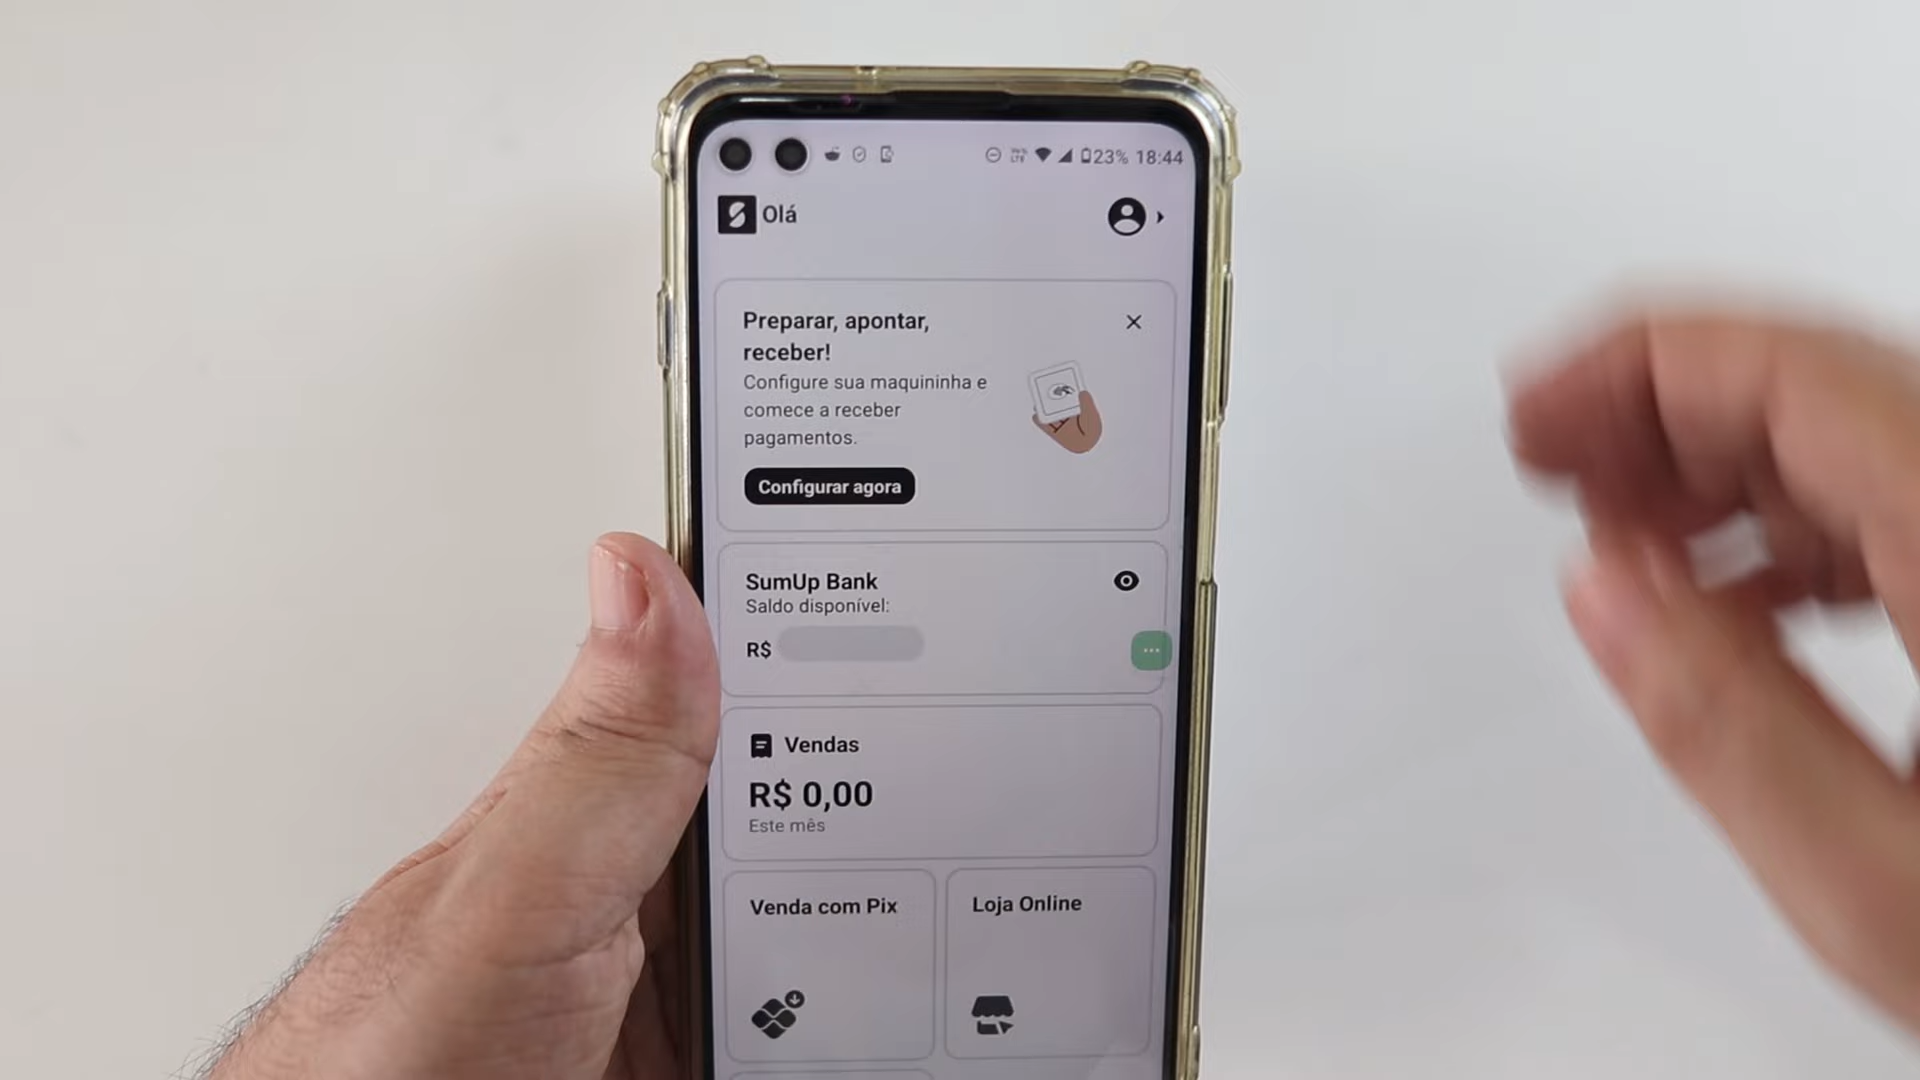 23% 18:44
Olá
Preparar, apontar,
receber!
Configure sua maquininha e
comece a receber
pagamentos.
Configurar agora
SumUp Bank
Saldo disponível:
R$
Vendas
R$ 0,00
Este mês
Venda com Pix
Loja Online